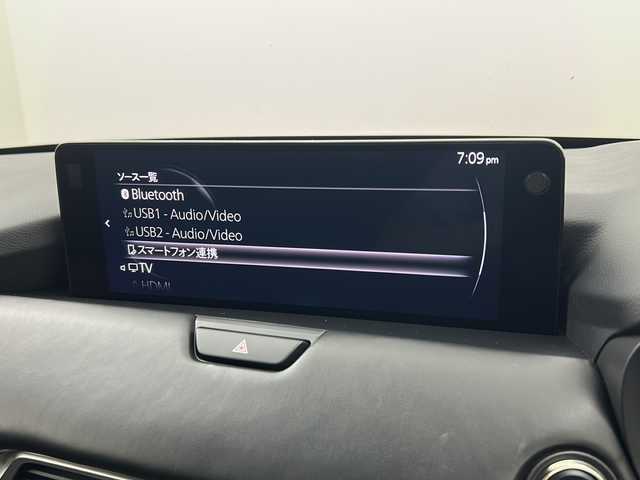 7:09 pm
ソース一覧
Bluetooth
USB1 - Audio/Video
USB2 - Audio/Video
スマートフォン連携
TV
HDMI